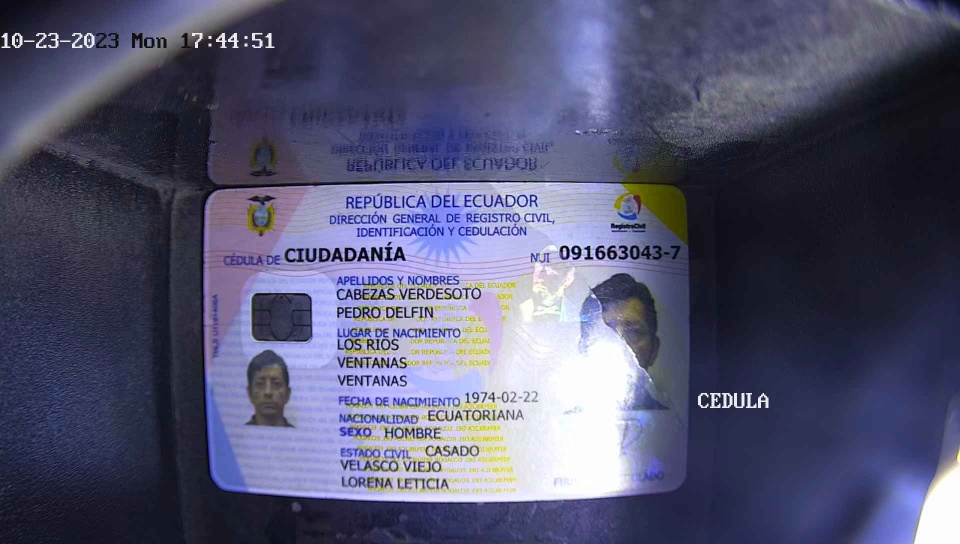 10-23-2023 Mon 17:44:51
REPÚBLICA DEL ECUADOR
DIRECCIÓN GENERAL DE REGISTRO CIVIL,
IDENTIFICACIÓN Y CEDULACIÓN
RegistroCivil
CÉDULA DE CIUDADANÍA
NUI 091663043-7
APELLIDOS Y NOMBRES
CABEZAS VERDESOTO
PEDRO DELFIN
LUGAR DE NACIMIENTO
LOS RIOS
VENTANAS
VENTANAS
FECHA DE NACIMIENTO 1974-02-22
NACIONALIDAD ECUATORIANA
SEXO HOMBRE
ESTADO CIVIL CASADO
VELASCO VIEJO
LORENA LETICIA
CEDULA